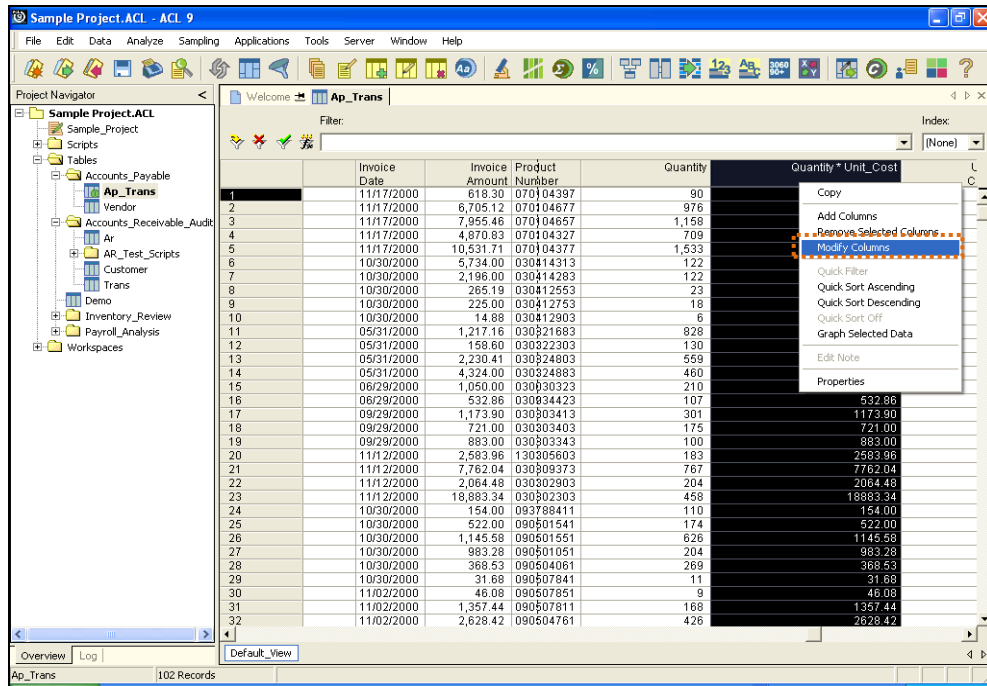 Sample Project.ACL - ACL 9
File Edit Data Analyze Sampling Applications Tools Server Window Help
Project Navigator <
Welcome Ap_Trans
Sample Project.ACL
Sample_Project
Scripts
Tables
Accounts_Payable
Ap_Trans
Vendor
Accounts_Receivable_Audit
Ar
AR_Test_Scripts
Customer
Trans
Demo
Inventory_Review
Payroll_Analysis
Workspaces
Filter: Index:
(None)
Invoice Date Invoice Amount Product Number Quantity Quantity * Unit_Cost U C
1 11/17/2000 618.30 070104397 90
2 11/17/2000 6,705.12 070104677 976
3 11/17/2000 7,955.46 070104657 1,158
4 11/17/2000 4,870.83 070104327 709
5 11/17/2000 10,531.71 070104377 1,533
6 10/30/2000 5,734.00 030414313 122
7 10/30/2000 2,196.00 030414283 122
8 10/30/2000 265.19 030412553 23
9 10/30/2000 225.00 030412753 18
10 10/30/2000 14.88 030412903 6
11 05/31/2000 1,217.16 030321683 828
12 05/31/2000 158.60 030322303 130
13 05/31/2000 2,230.41 030324803 559
14 05/31/2000 4,324.00 030324883 460
15 06/29/2000 1,050.00 030030323 210
16 06/29/2000 532.86 030934423 107 532.86
17 09/29/2000 1,173.90 030303413 301 1173.90
18 09/29/2000 721.00 030303403 175 721.00
19 09/29/2000 883.00 030303343 100 883.00
20 11/12/2000 2,583.96 130305603 183 2583.96
21 11/12/2000 7,762.04 030309373 767 7762.04
22 11/12/2000 2,064.48 030302903 204 2064.48
23 11/12/2000 18,883.34 030302303 458 18883.34
24 10/30/2000 154.00 093788411 110 154.00
25 10/30/2000 522.00 090501541 174 522.00
26 10/30/2000 1,145.58 090501551 626 1145.58
27 10/30/2000 983.28 090501051 204 983.28
28 10/30/2000 368.53 090504061 269 368.53
29 10/30/2000 31.68 090507841 11 31.68
30 11/02/2000 46.08 090507851 9 46.08
31 11/02/2000 1,357.44 090507811 168 1357.44
32 11/02/2000 2,628.42 090504761 426 2628.42
Copy
Add Columns
Remove Selected Columns
Modify Columns
Quick Filter
Quick Sort Ascending
Quick Sort Descending
Quick Sort Off
Graph Selected Data
Edit Note
Properties
Overview Log
Default_View
Ap_Trans 102 Records